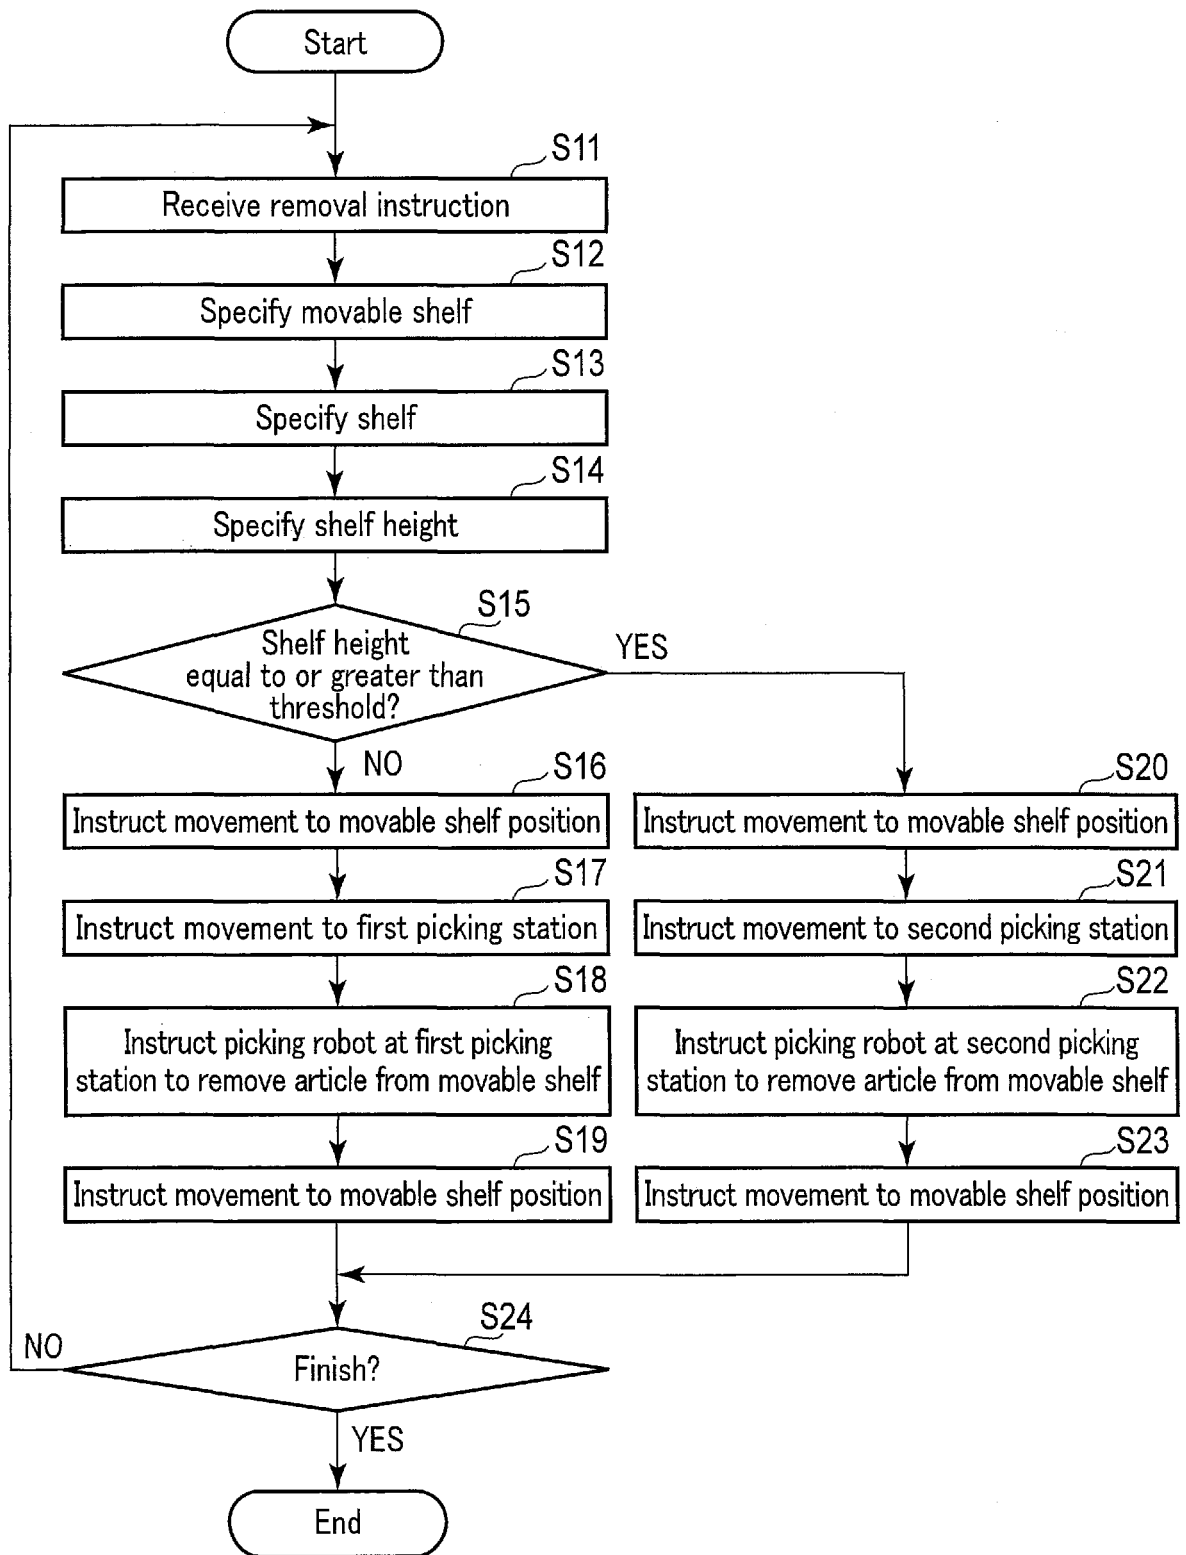 Start
S11
Receive removal instruction
S12
Specify movable shelf
S13
Specify shelf
S14
Specify shelf height
S15
Shelf height
equal to or greater than
threshold?
YES
NO
S16
Instruct movement to movable shelf position
S17
Instruct movement to first picking station
S18
Instruct picking robot at first picking
station to remove article from movable shelf
S19
Instruct movement to movable shelf position
S20
Instruct movement to movable shelf position
S21
Instruct movement to second picking station
S22
Instruct picking robot at second picking
station to remove article from movable shelf
S23
Instruct movement to movable shelf position
S24
Finish?
NO
YES
End